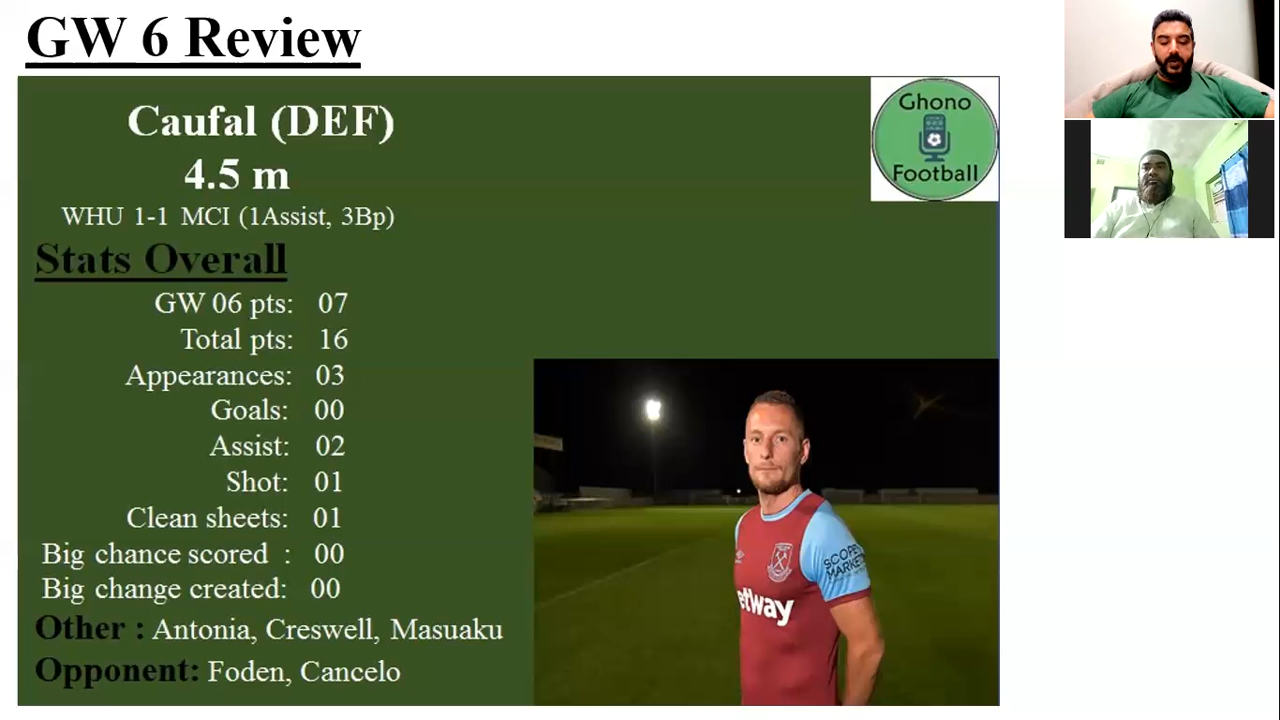 GW 6 Review
Caufal (DEF)
4.5 m
WHU 1-1 MCI (1Assist, 3Bp)
Stats Overall
GW 06 pts: 07
Total pts: 16
Appearances: 03
Goals: 00
Assist: 02
Shot: 01
Clean sheets: 01
Big chance scored : 00
Big change created: 00
Other : Antonia, Creswell, Masuaku
Opponent: Foden, Cancelo
Ghono
Football
SCOPE
MARKE
etway